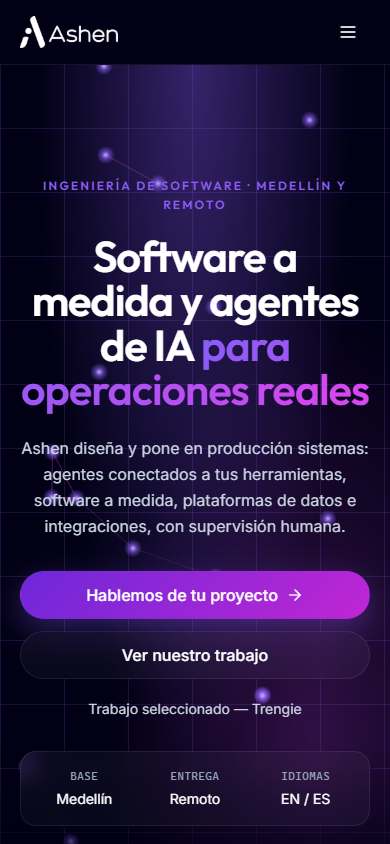 Ashen
INGENIERÍA DE SOFTWARE · MEDELLÍN Y
REMOTO
Software a
medida y agentes
de IA para
operaciones reales
Ashen diseña y pone en producción sistemas:
agentes conectados a tus herramientas,
software a medida, plataformas de datos e
integraciones, con supervisión humana.
Hablemos de tu proyecto →
Ver nuestro trabajo
Trabajo seleccionado — Trengie
BASE ENTREGA IDIOMAS
Medellín Remoto EN / ES